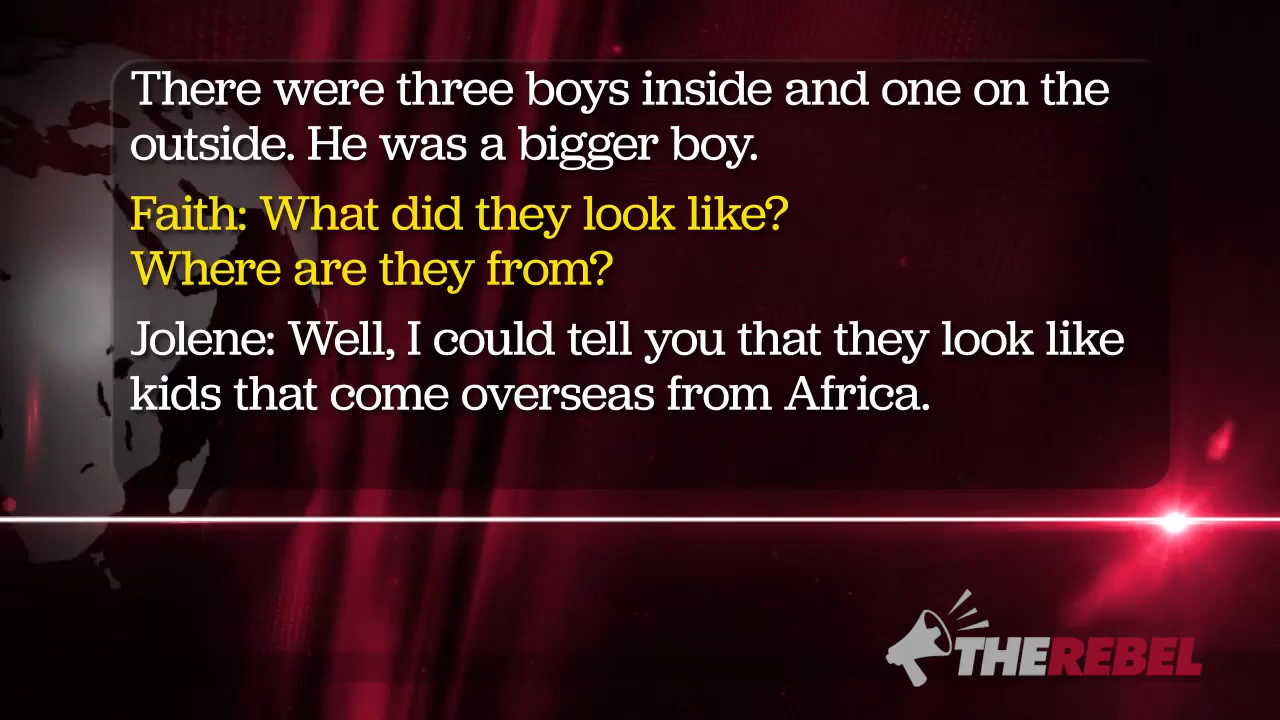 There were three boys inside and one on the
outside. He was a bigger boy.
Faith: What did they look like?
Where are they from?
Jolene: Well, I could tell you that they look like
kids that come overseas from Africa.
THEREBEL